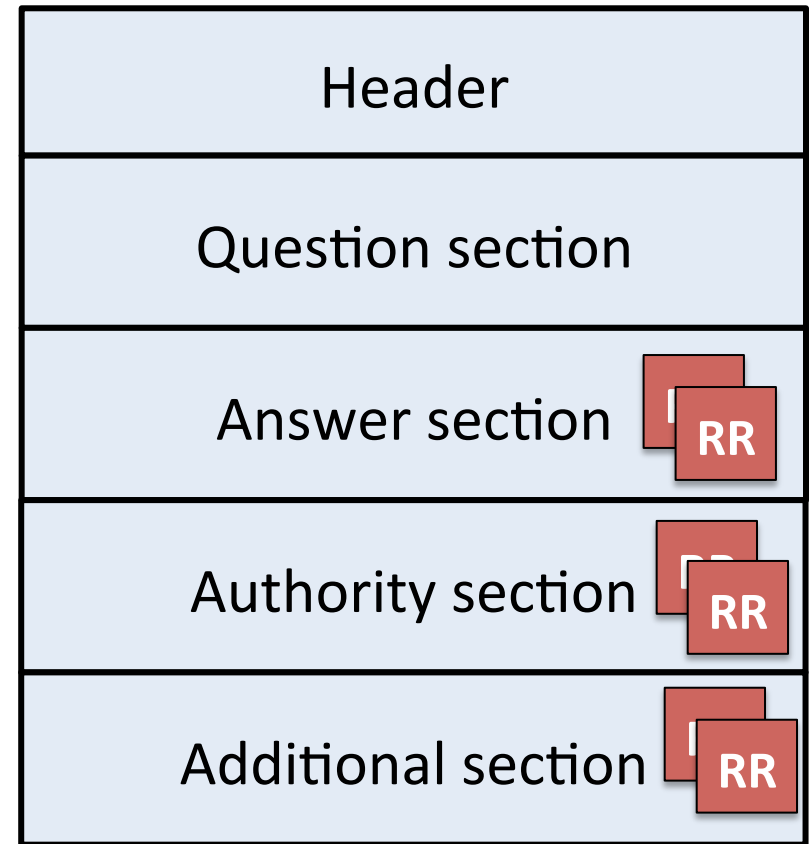 Header
Question section
Answer section
RR
Authority section
RR
Additional section
RR